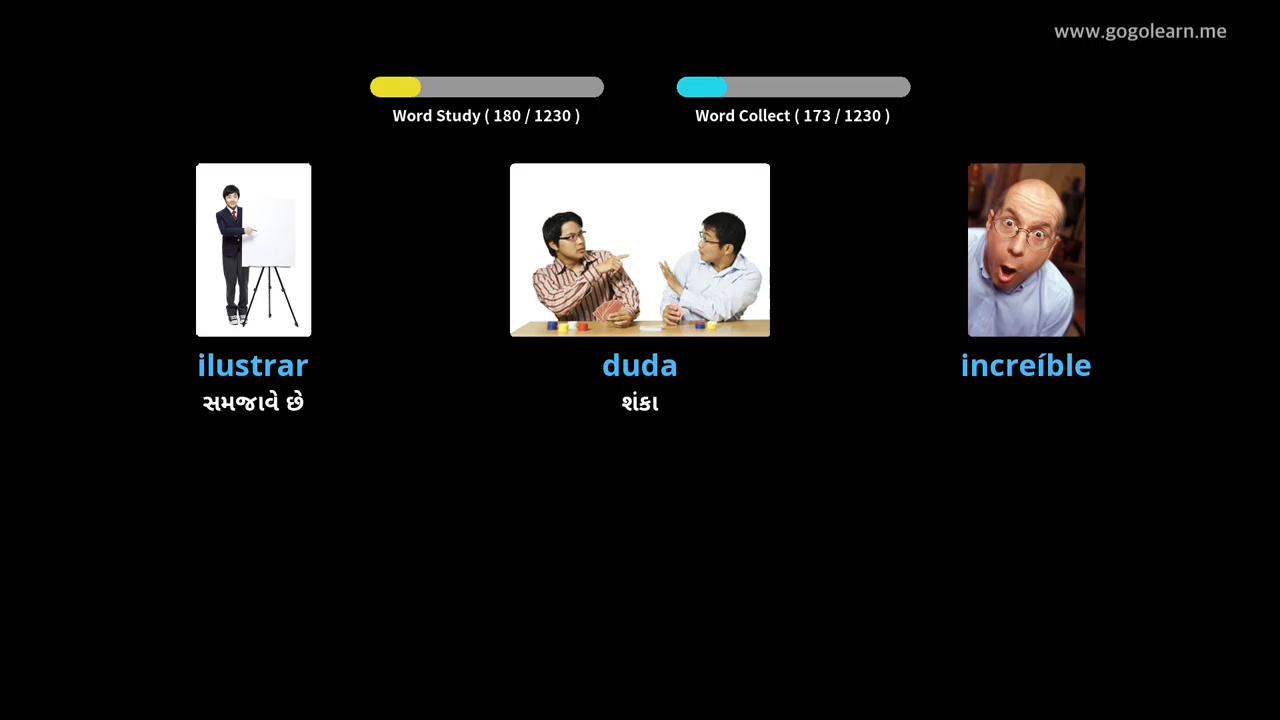 www.gogolearn.me
Word Study ( 180 / 1230 )
Word Collect ( 173 / 1230 )
ilustrar
duda
increíble
સમજાવે છે
શંકા